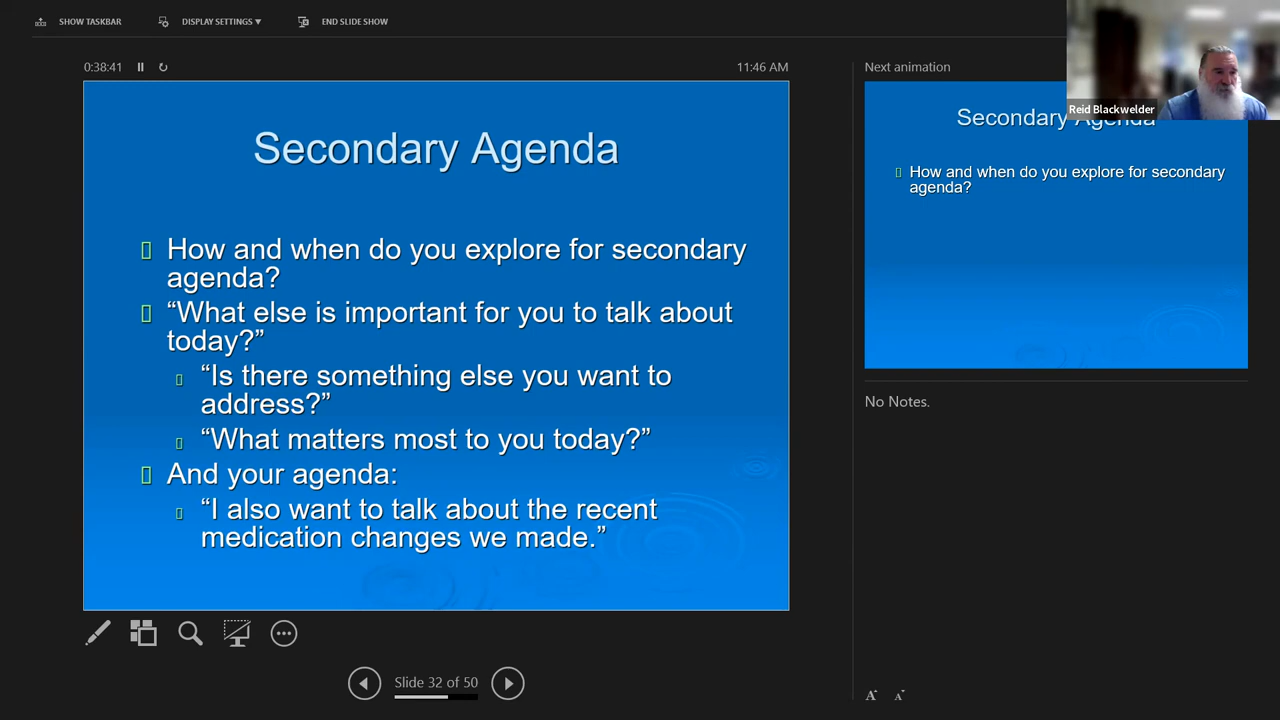 SHOW TASKBAR
DISPLAY SETTINGS
END SLIDE SHOW
0:38:41
11:46 AM
Secondary Agenda
How and when do you explore for secondary
agenda?
“What else is important for you to talk about
today?”
“Is there something else you want to
address?”
“What matters most to you today?”
And your agenda:
“I also want to talk about the recent
medication changes we made.”
Slide 32 of 50
Next animation
Reid Blackwelder
Secondary Agenda
How and when do you explore for secondary
agenda?
No Notes.
A
A